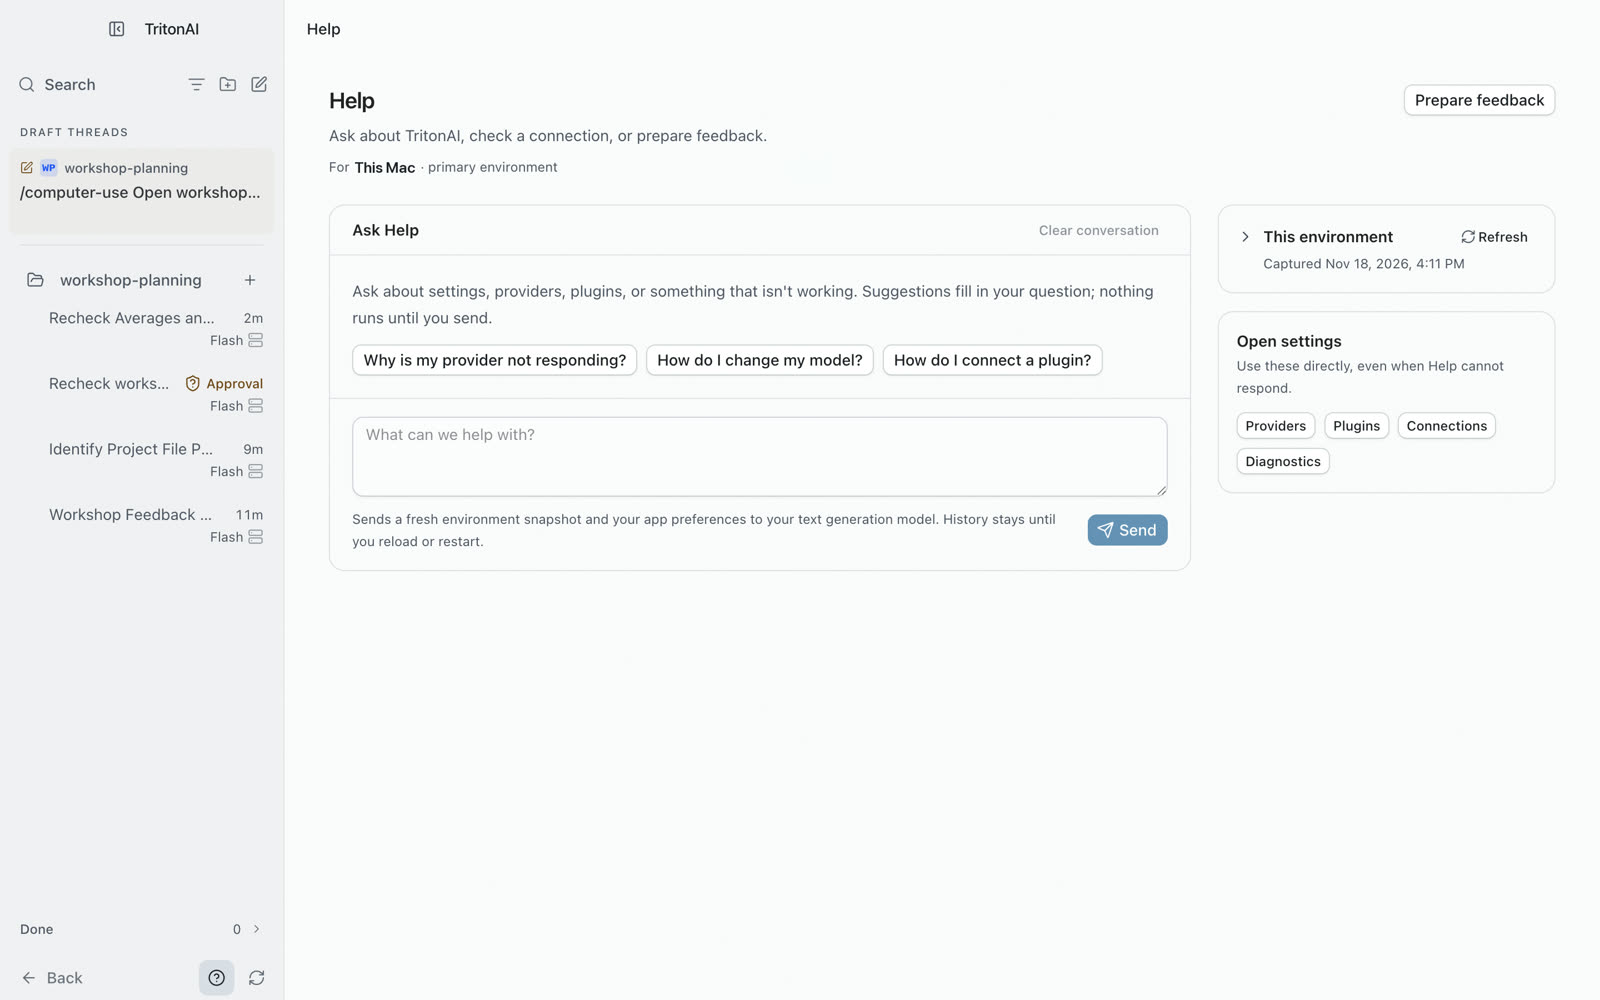 TritonAI
Search
DRAFT THREADS
WP workshop-planning
/computer-use Open workshop...
workshop-planning
Recheck Averages an... 2m
Flash
Recheck works... Approval
Flash
Identify Project File P... 9m
Flash
Workshop Feedback ... 11m
Flash
Done 0
Back
Help
Help
Prepare feedback
Ask about TritonAI, check a connection, or prepare feedback.
For This Mac · primary environment
Ask Help
Clear conversation
Ask about settings, providers, plugins, or something that isn't working. Suggestions fill in your question; nothing
runs until you send.
Why is my provider not responding? How do I change my model? How do I connect a plugin?
What can we help with?
Sends a fresh environment snapshot and your app preferences to your text generation model. History stays until
you reload or restart.
Send
This environment Refresh
Captured Nov 18, 2026, 4:11 PM
Open settings
Use these directly, even when Help cannot
respond.
Providers Plugins Connections
Diagnostics